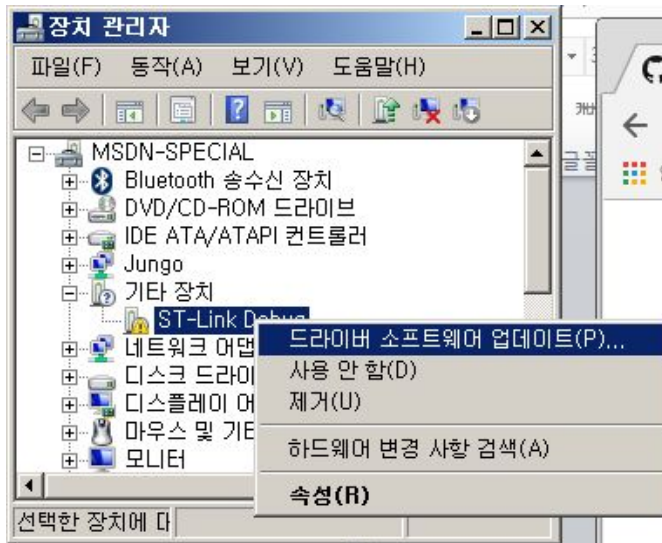 장치 관리자
파일(F) 동작(A) 보기(V) 도움말(H)
MSDN-SPECIAL
Bluetooth 송수신 장치
DVD/CD-ROM 드라이브
IDE ATA/ATAPI 컨트롤러
Jungo
기타 장치
ST-Link Debug
네트워크 어댑
디스크 드라이
디스플레이 어
마우스 및 기타
모니터
드라이버 소프트웨어 업데이트(P)...
사용 안 함(D)
제거(U)
하드웨어 변경 사항 검색(A)
속성(R)
선택한 장치에 대